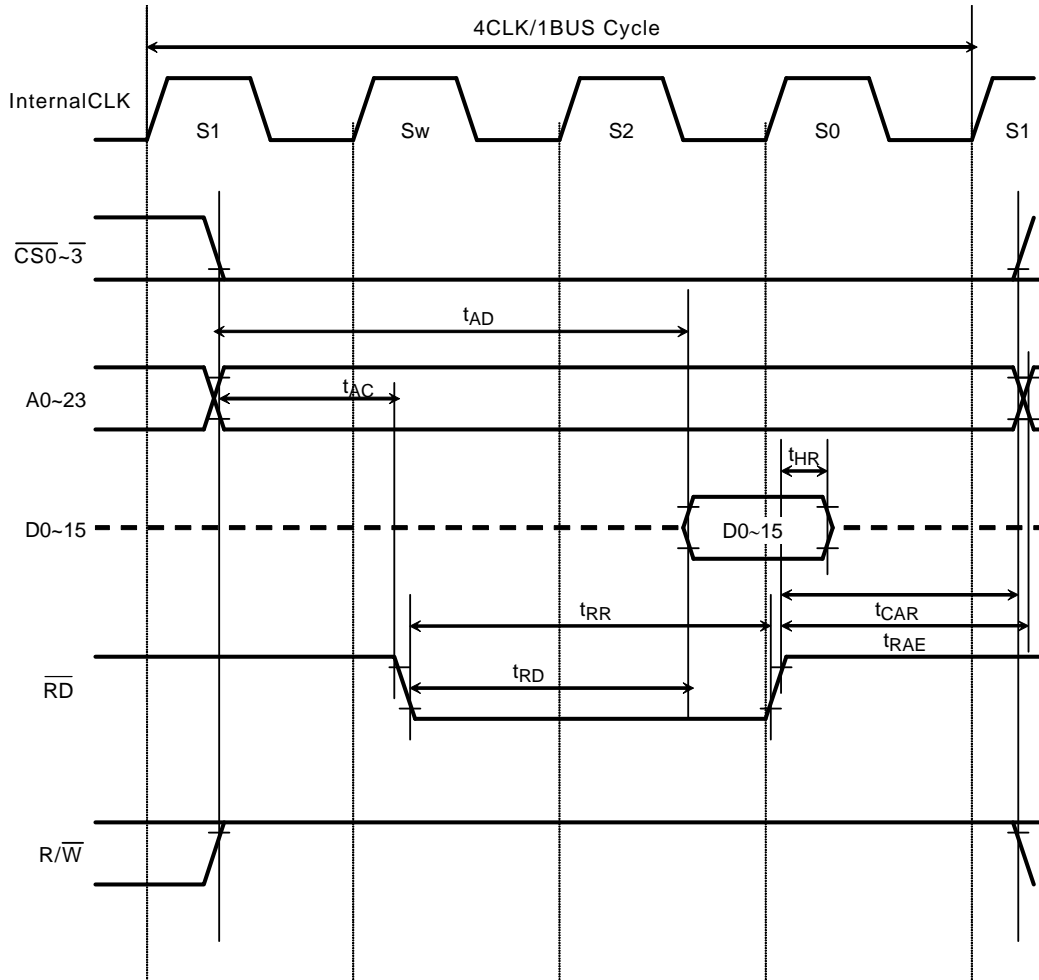 4CLK/1BUS Cycle
InternalCLK
S1 Sw S2 S0 S1
CS0~3
tAD
A0~23
tAC
tHR
D0~15
D0~15
tRR
tCAR
tRAE
RD
tRD
R/W